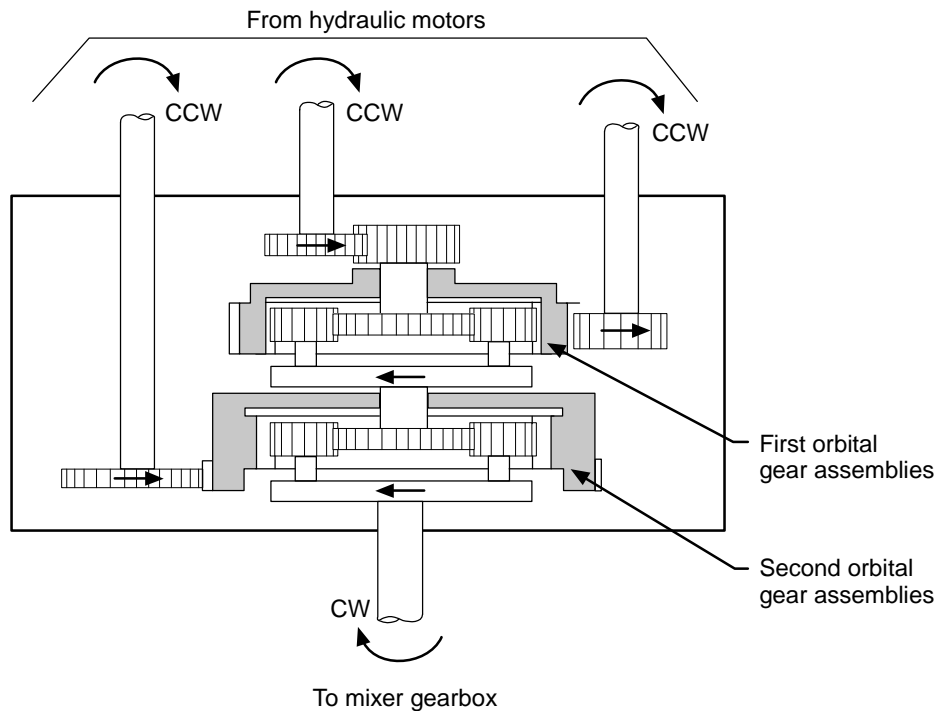 From hydraulic motors
CCW
CCW
CCW
First orbital
gear assemblies
Second orbital
gear assemblies
CW
To mixer gearbox